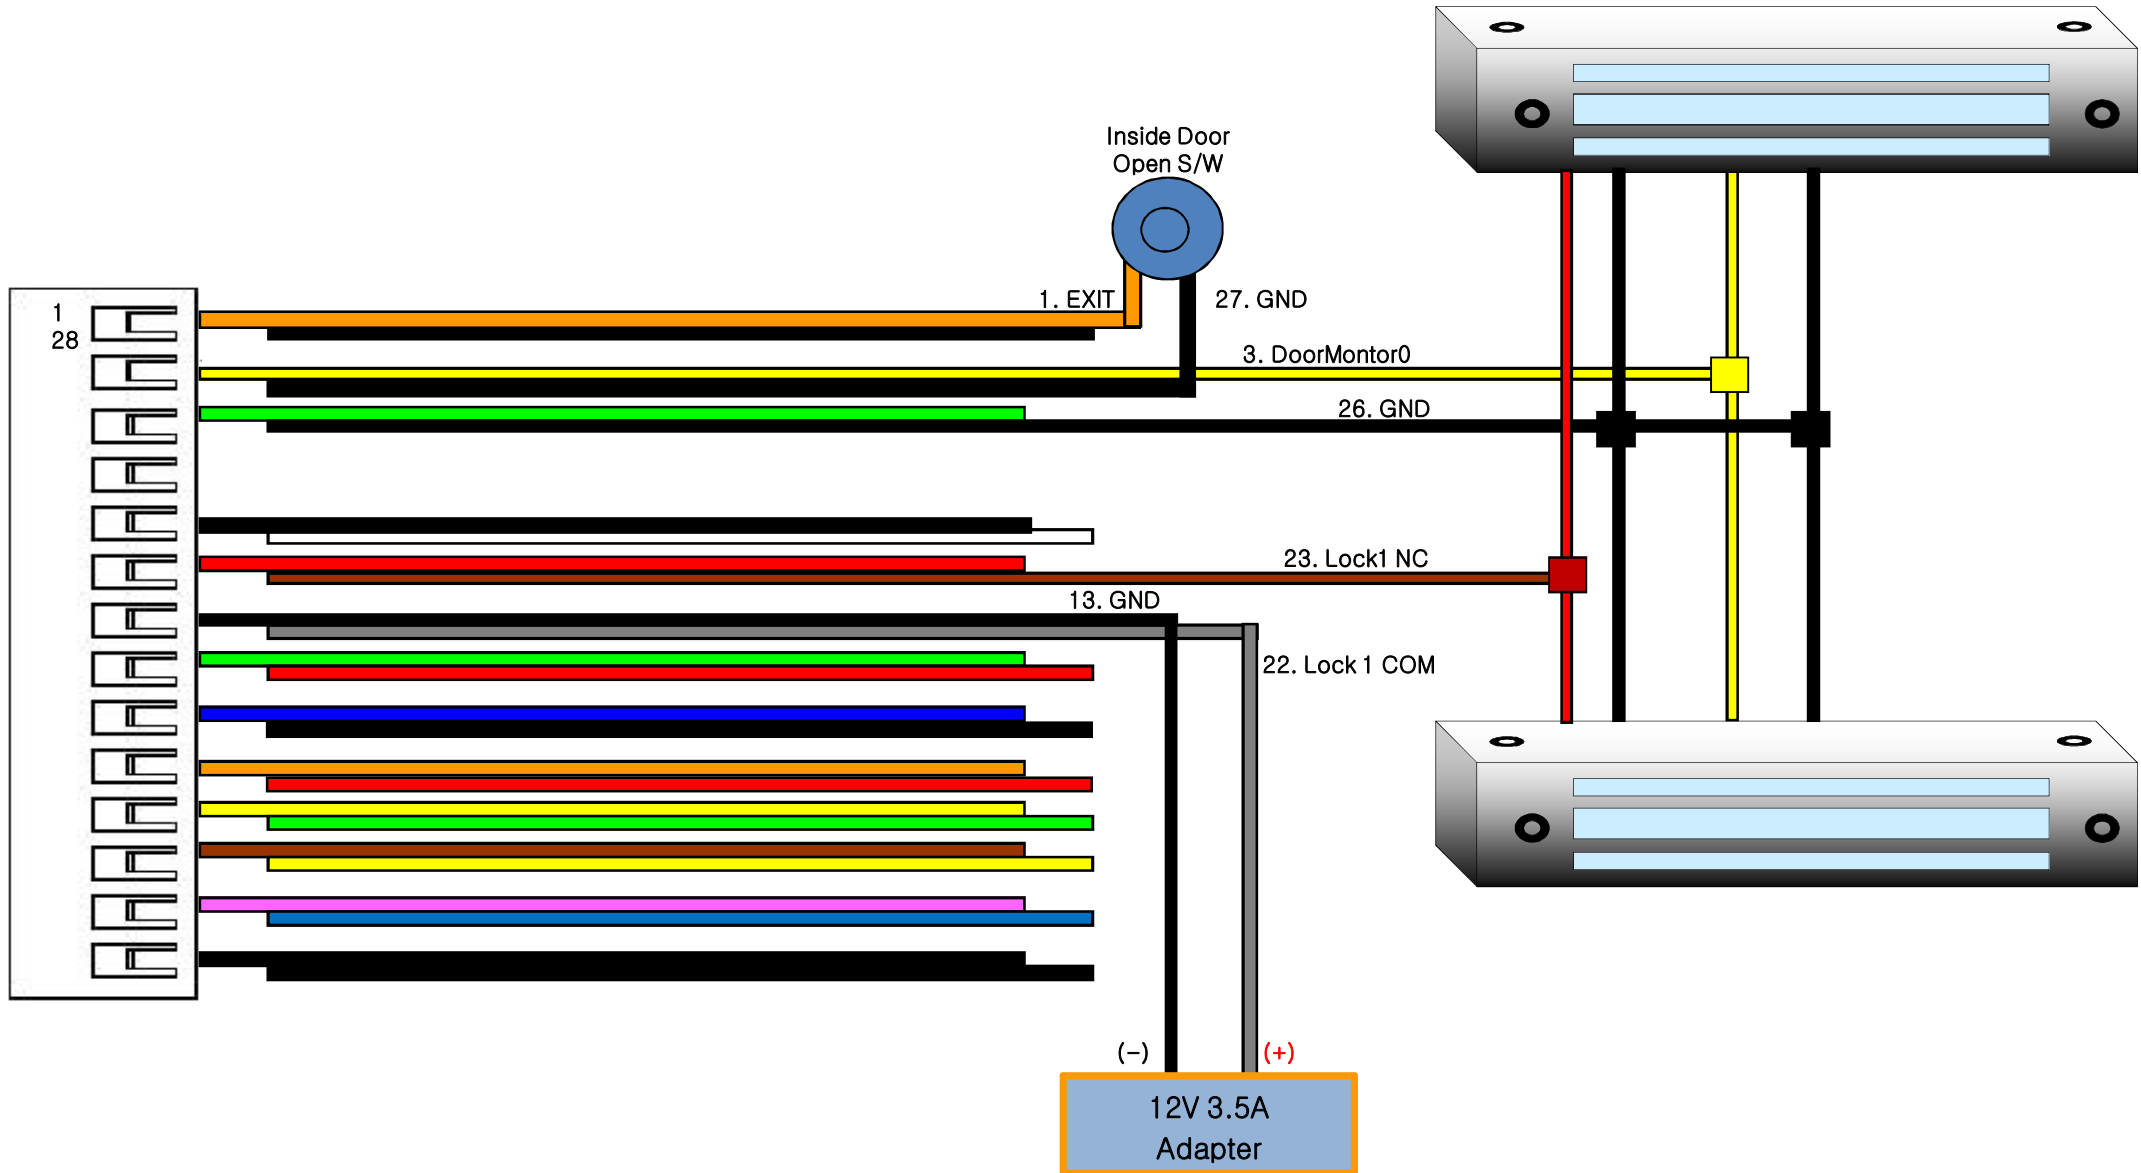 Inside Door
Open S/W
1
28
1. EXIT
27. GND
3. DoorMontor0
26. GND
23. Lock1 NC
13. GND
22. Lock 1 COM
(-)
(+)
12V 3.5A
Adapter